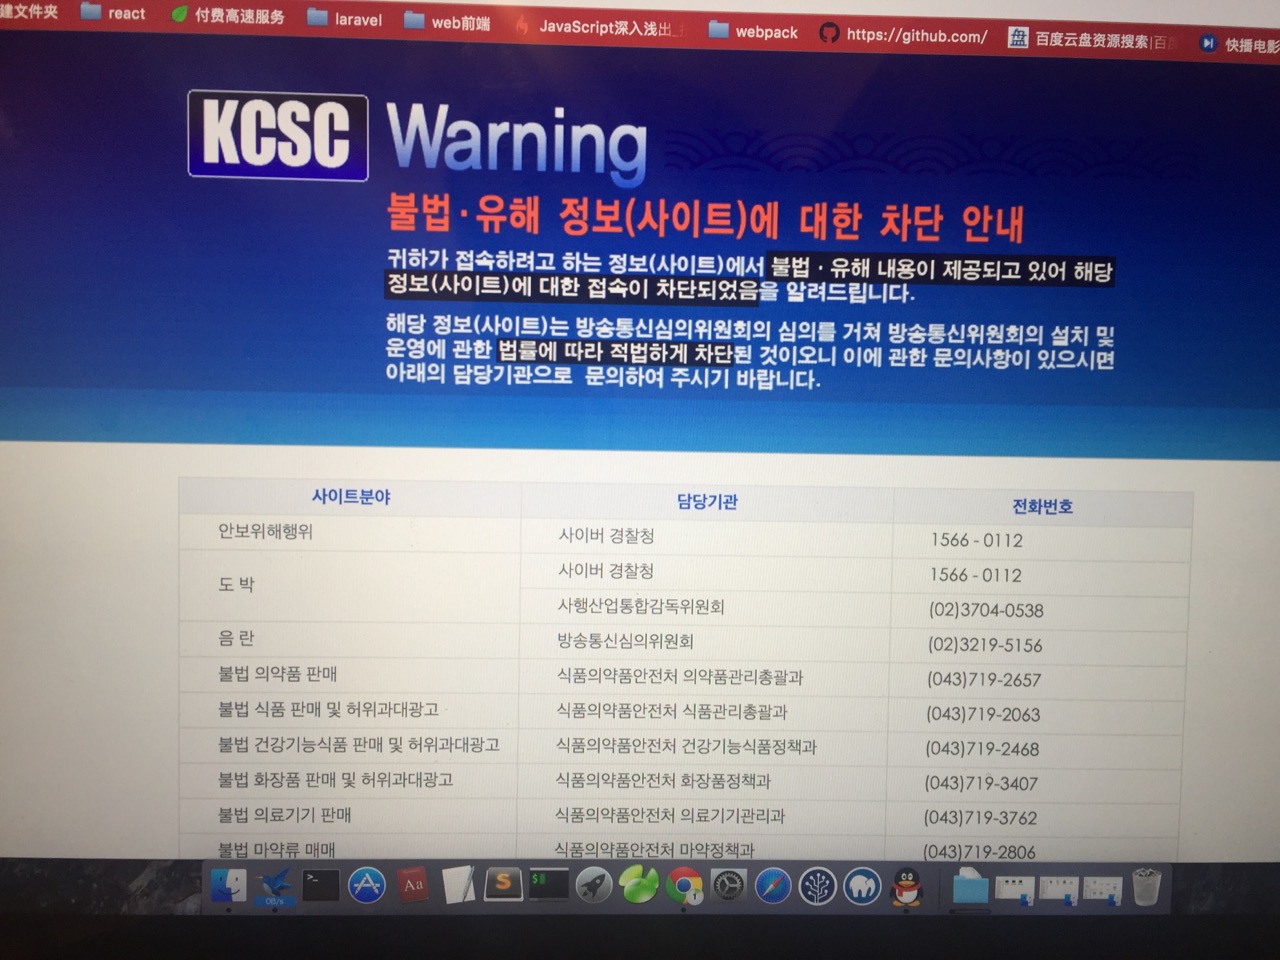 建文件夹 react 付费高速服务 laravel web前端 JavaScript深入浅出_ webpack https://github.com/ 百度云盘资源搜索|百 快播电影
KCSC Warning
불법·유해 정보(사이트)에 대한 차단 안내
귀하가 접속하려고 하는 정보(사이트)에서 불법·유해 내용이 제공되고 있어 해당
정보(사이트)에 대한 접속이 차단되었음을 알려드립니다.
해당 정보(사이트)는 방송통신심의위원회의 심의를 거쳐 방송통신위원회의 설치 및
운영에 관한 법률에 따라 적법하게 차단된 것이오니 이에 관한 문의사항이 있으시면
아래의 담당기관으로 문의하여 주시기 바랍니다.
사이트분야 담당기관 전화번호
안보위해행위 사이버 경찰청 1566 - 0112
도 박 사이버 경찰청 1566 - 0112
사행산업통합감독위원회 (02)3704-0538
음 란 방송통신심의위원회 (02)3219-5156
불법 의약품 판매 식품의약품안전처 의약품관리총괄과 (043)719-2657
불법 식품 판매 및 허위과대광고 식품의약품안전처 식품관리총괄과 (043)719-2063
불법 건강기능식품 판매 및 허위과대광고 식품의약품안전처 건강기능식품정책과 (043)719-2468
불법 화장품 판매 및 허위과대광고 식품의약품안전처 화장품정책과 (043)719-3407
불법 의료기기 판매 식품의약품안전처 의료기기관리과 (043)719-3762
불법 마약류 매매 식품의약품안전처 마약정책과 (043)719-2806
0B/s >_ Aa S $ 1